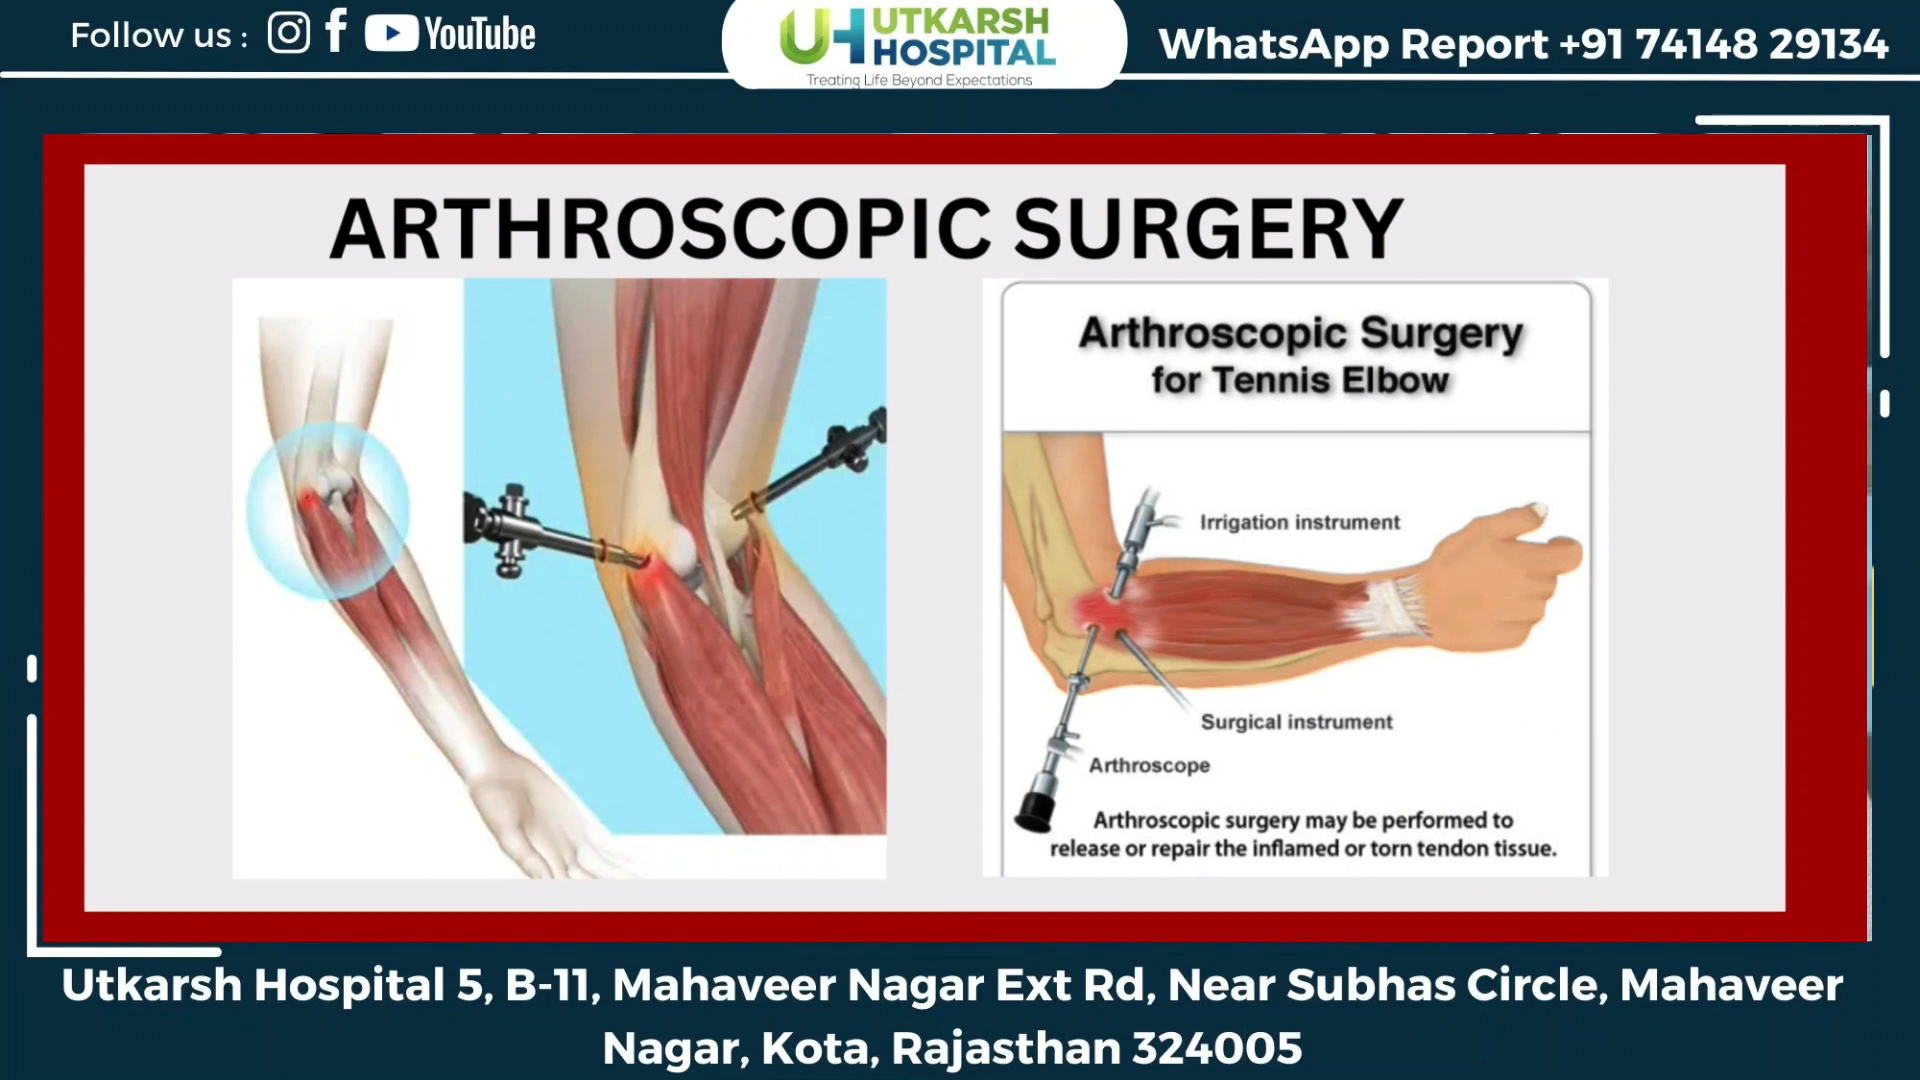 Follow us :
YouTube
UH UTKARSH
HOSPITAL
Treating Life Beyond Expectations
WhatsApp Report +91 74148 29134
ARTHROSCOPIC SURGERY
Arthroscopic Surgery
for Tennis Elbow
Irrigation instrument
Surgical instrument
Arthroscope
Arthroscopic surgery may be performed to
release or repair the inflamed or torn tendon tissue.
Utkarsh Hospital 5, B-11, Mahaveer Nagar Ext Rd, Near Subhas Circle, Mahaveer
Nagar, Kota, Rajasthan 324005